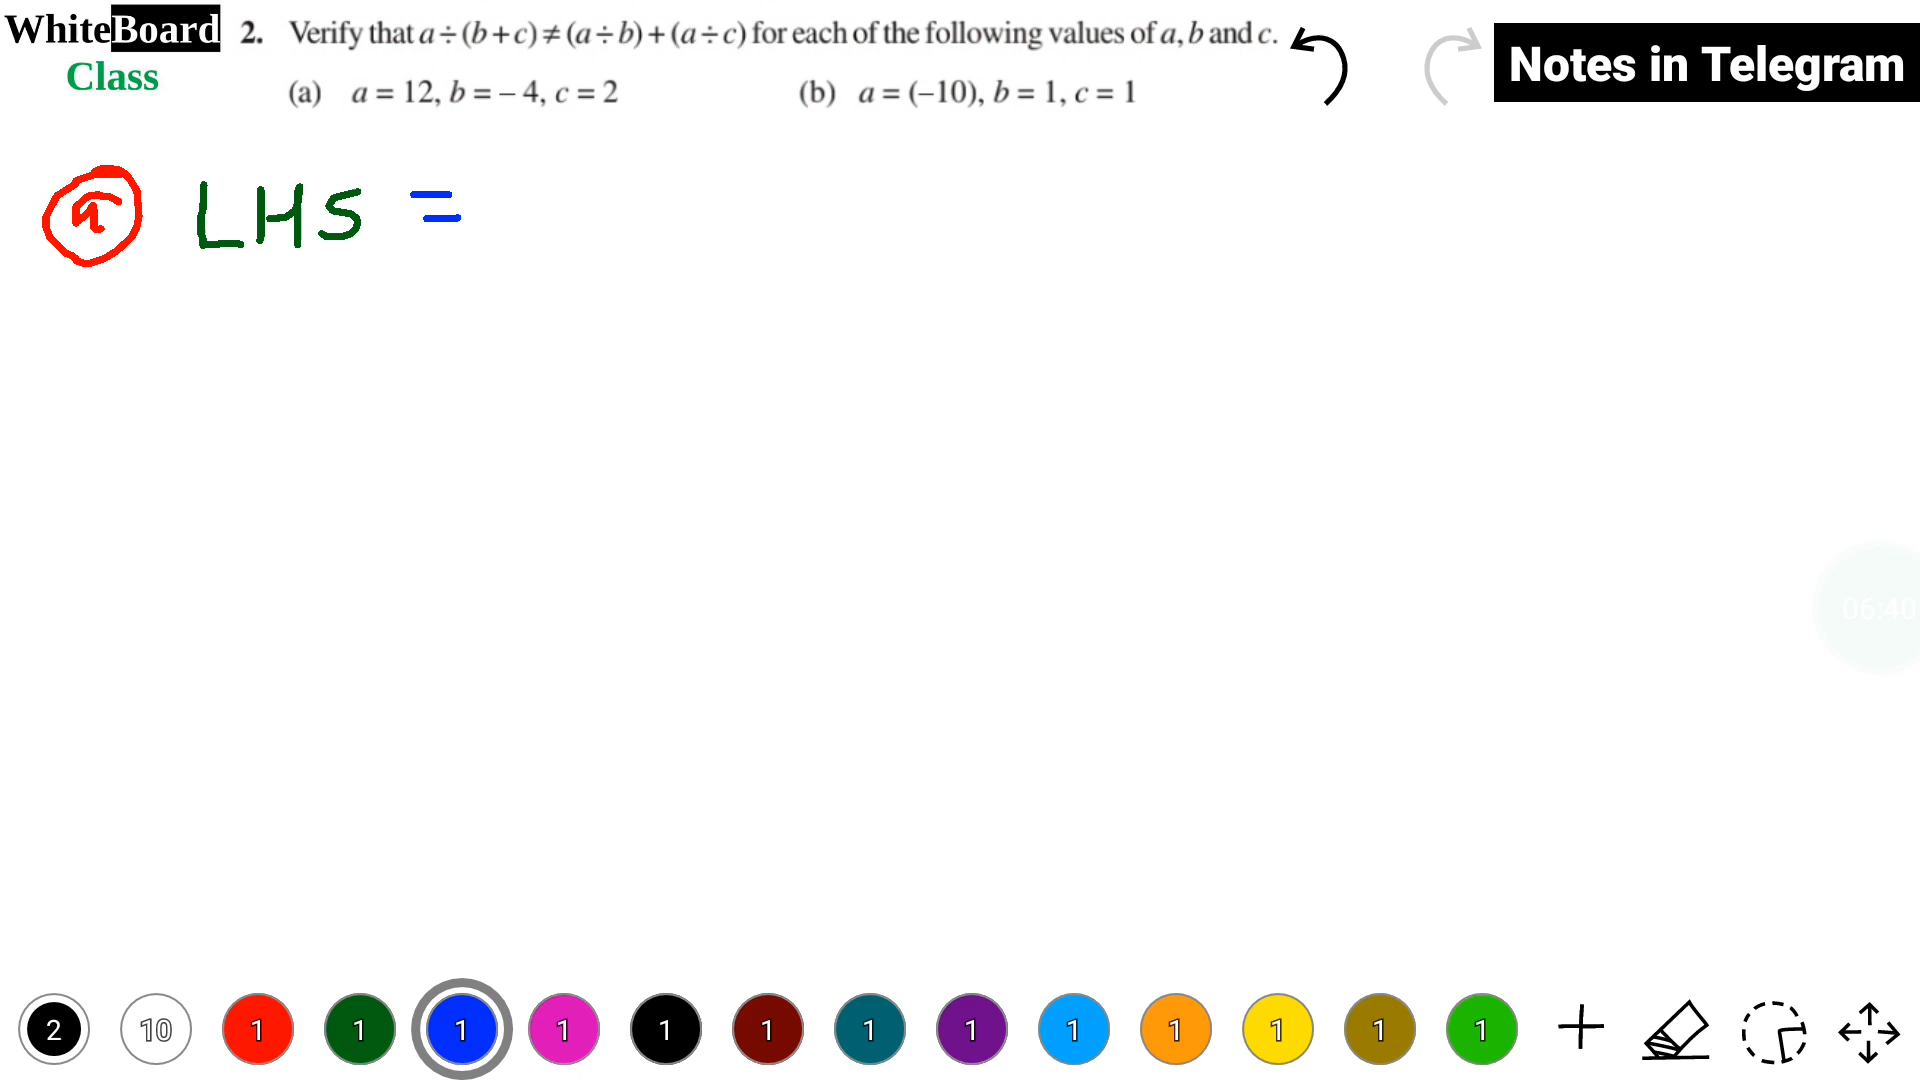 WhiteBoard
Class
2. Verify that a ÷ (b + c) ≠ (a ÷ b) + (a ÷ c) for each of the following values of a, b and c.
(a) a = 12, b = – 4, c = 2 (b) a = (–10), b = 1, c = 1
Notes in Telegram
a LHS =
06:40
2 10 1 1 1 1 1 1 1 1 1 1 1 1 1